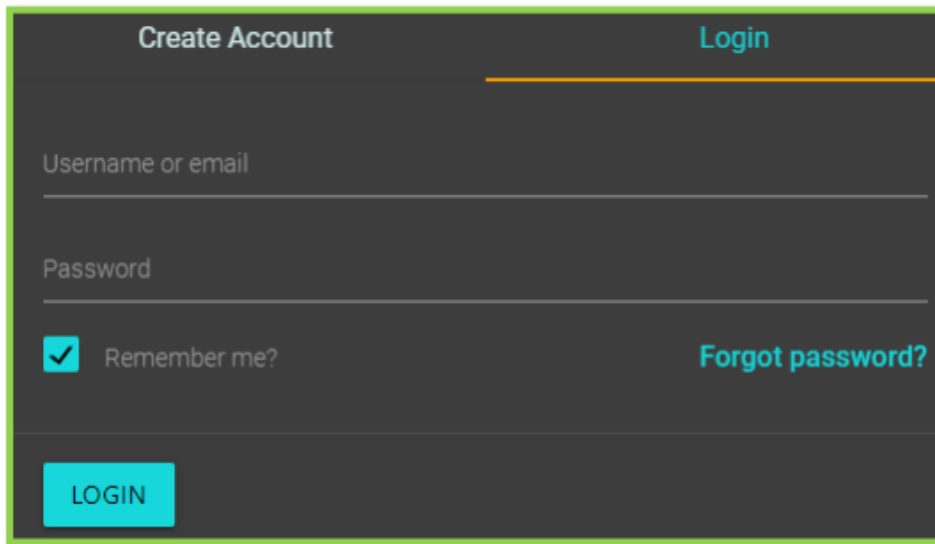 Create Account Login
Username or email
Password
Remember me? Forgot password?
LOGIN